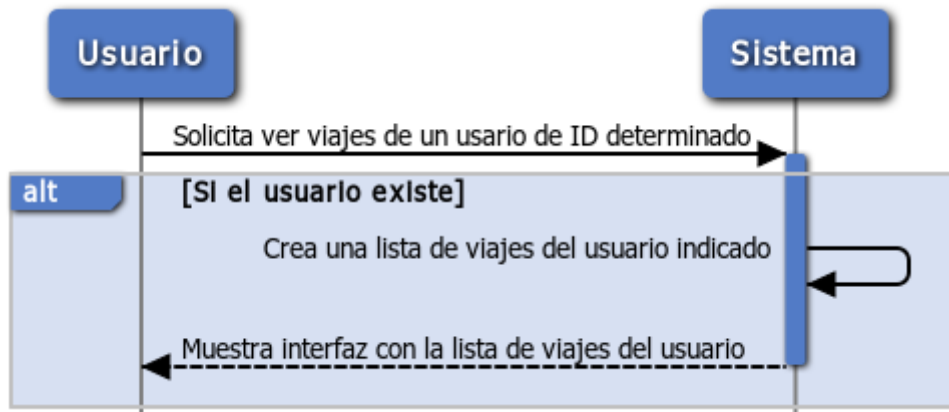 Usuario
Sistema
Solicita ver viajes de un usario de ID determinado
alt
[Si el usuario existe]
Crea una lista de viajes del usuario indicado
Muestra interfaz con la lista de viajes del usuario